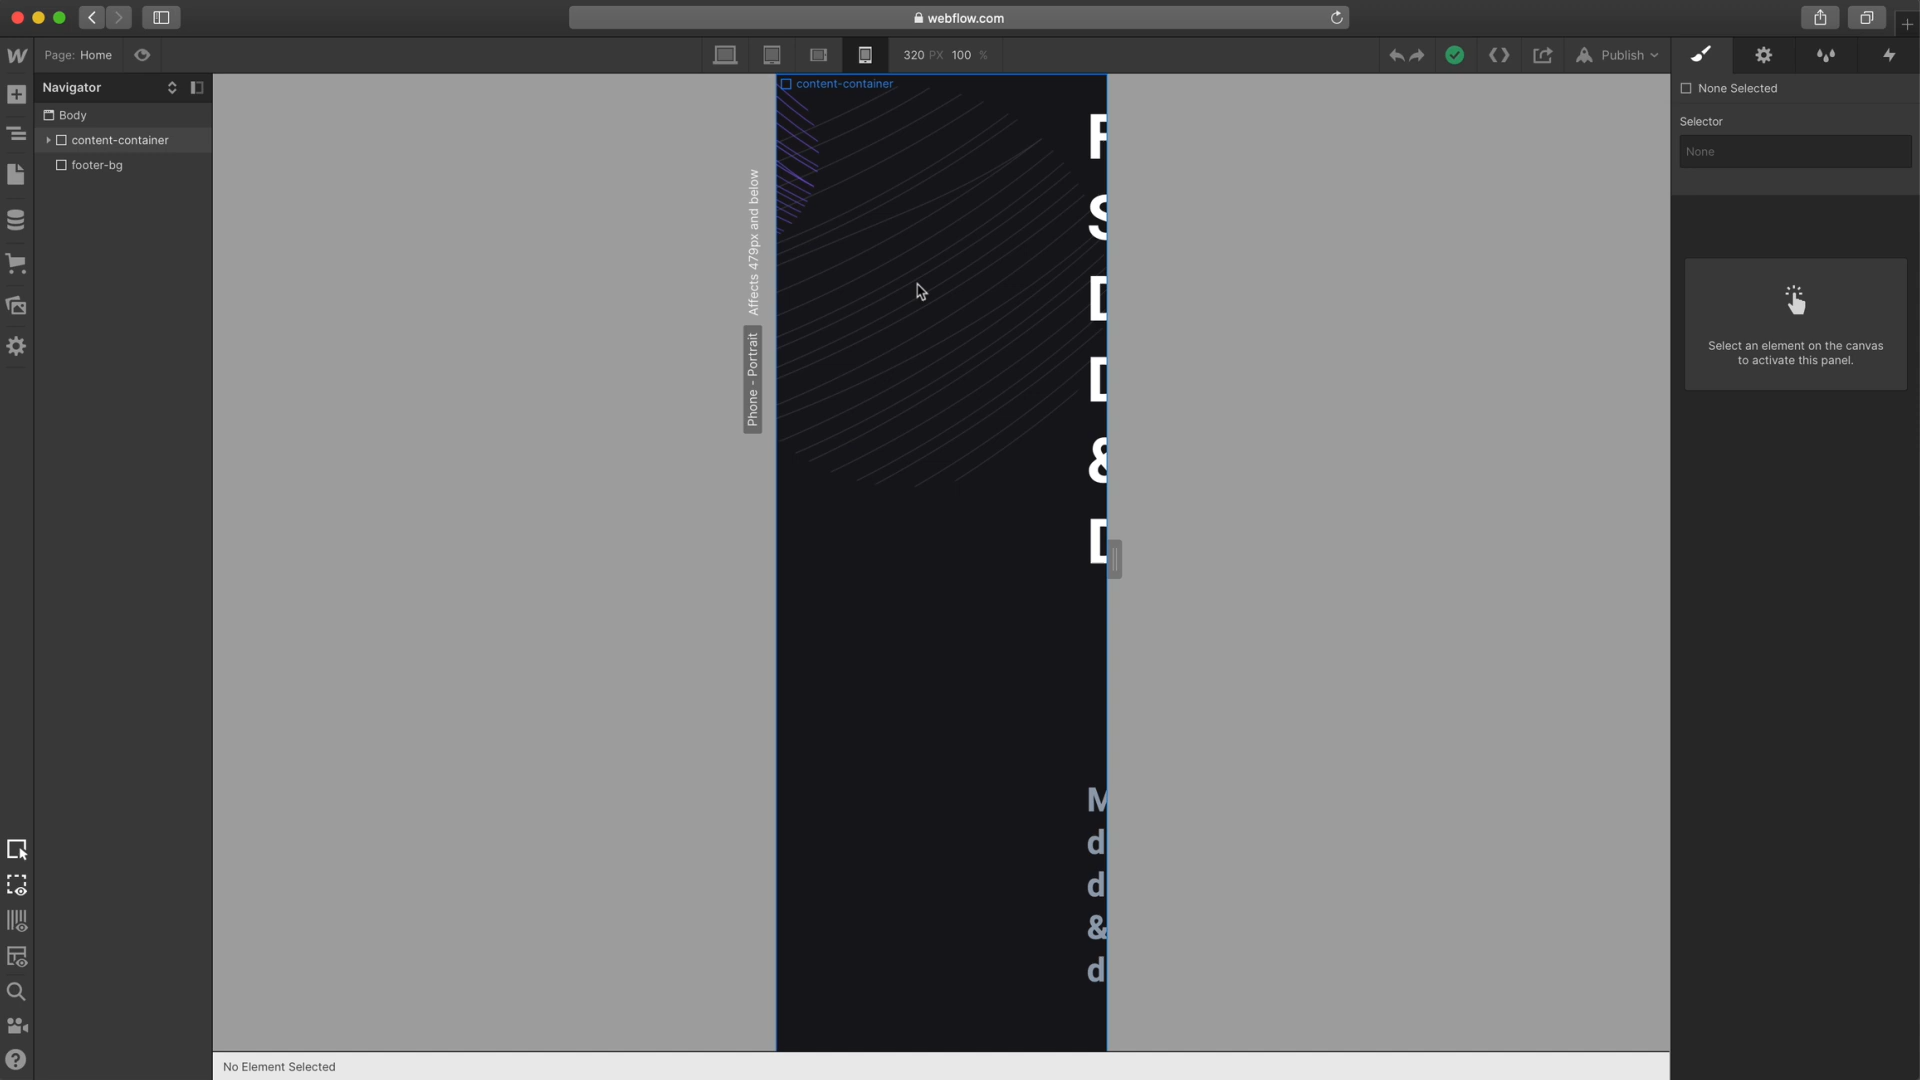 webflow.com
Page: Home
320 PX 100 %
Publish
Navigator
Body
content-container
footer-bg
content-container
Affects 479px and below
Phone - Portrait
S
&
M
d
d
&
d
None Selected
Selector
None
Select an element on the canvas
to activate this panel.
No Element Selected